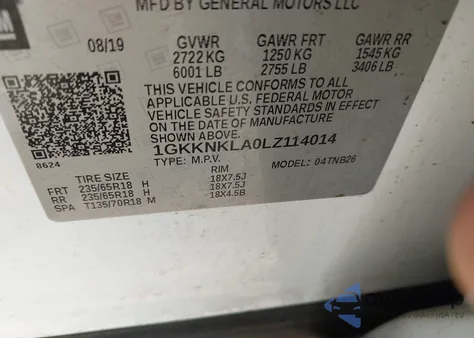 GM
MFD BY GENERAL MOTORS LLC
08/19 GVWR GAWR FRT GAWR RR
2722 KG 1250 KG 1545 KG
6001 LB 2755 LB 3406 LB
THIS VEHICLE CONFORMS TO ALL
APPLICABLE U.S. FEDERAL MOTOR
VEHICLE SAFETY STANDARDS IN EFFECT
ON THE DATE OF MANUFACTURE
SHOWN ABOVE.
1GKKNKLA0LZ114014
8624 TYPE: M.P.V. MODEL: 04TNB26
TIRE SIZE RIM
FRT 235/65R18 H 18X7.5J
RR 235/65R18 H 18X7.5J
SPA T135/70R18 M 18X4.5B